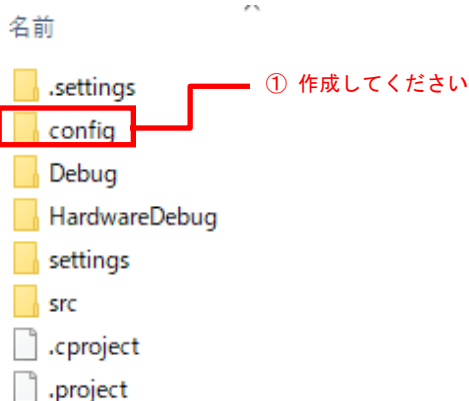 名前
.settings
① 作成してください
config
Debug
HardwareDebug
settings
src
.cproject
.project